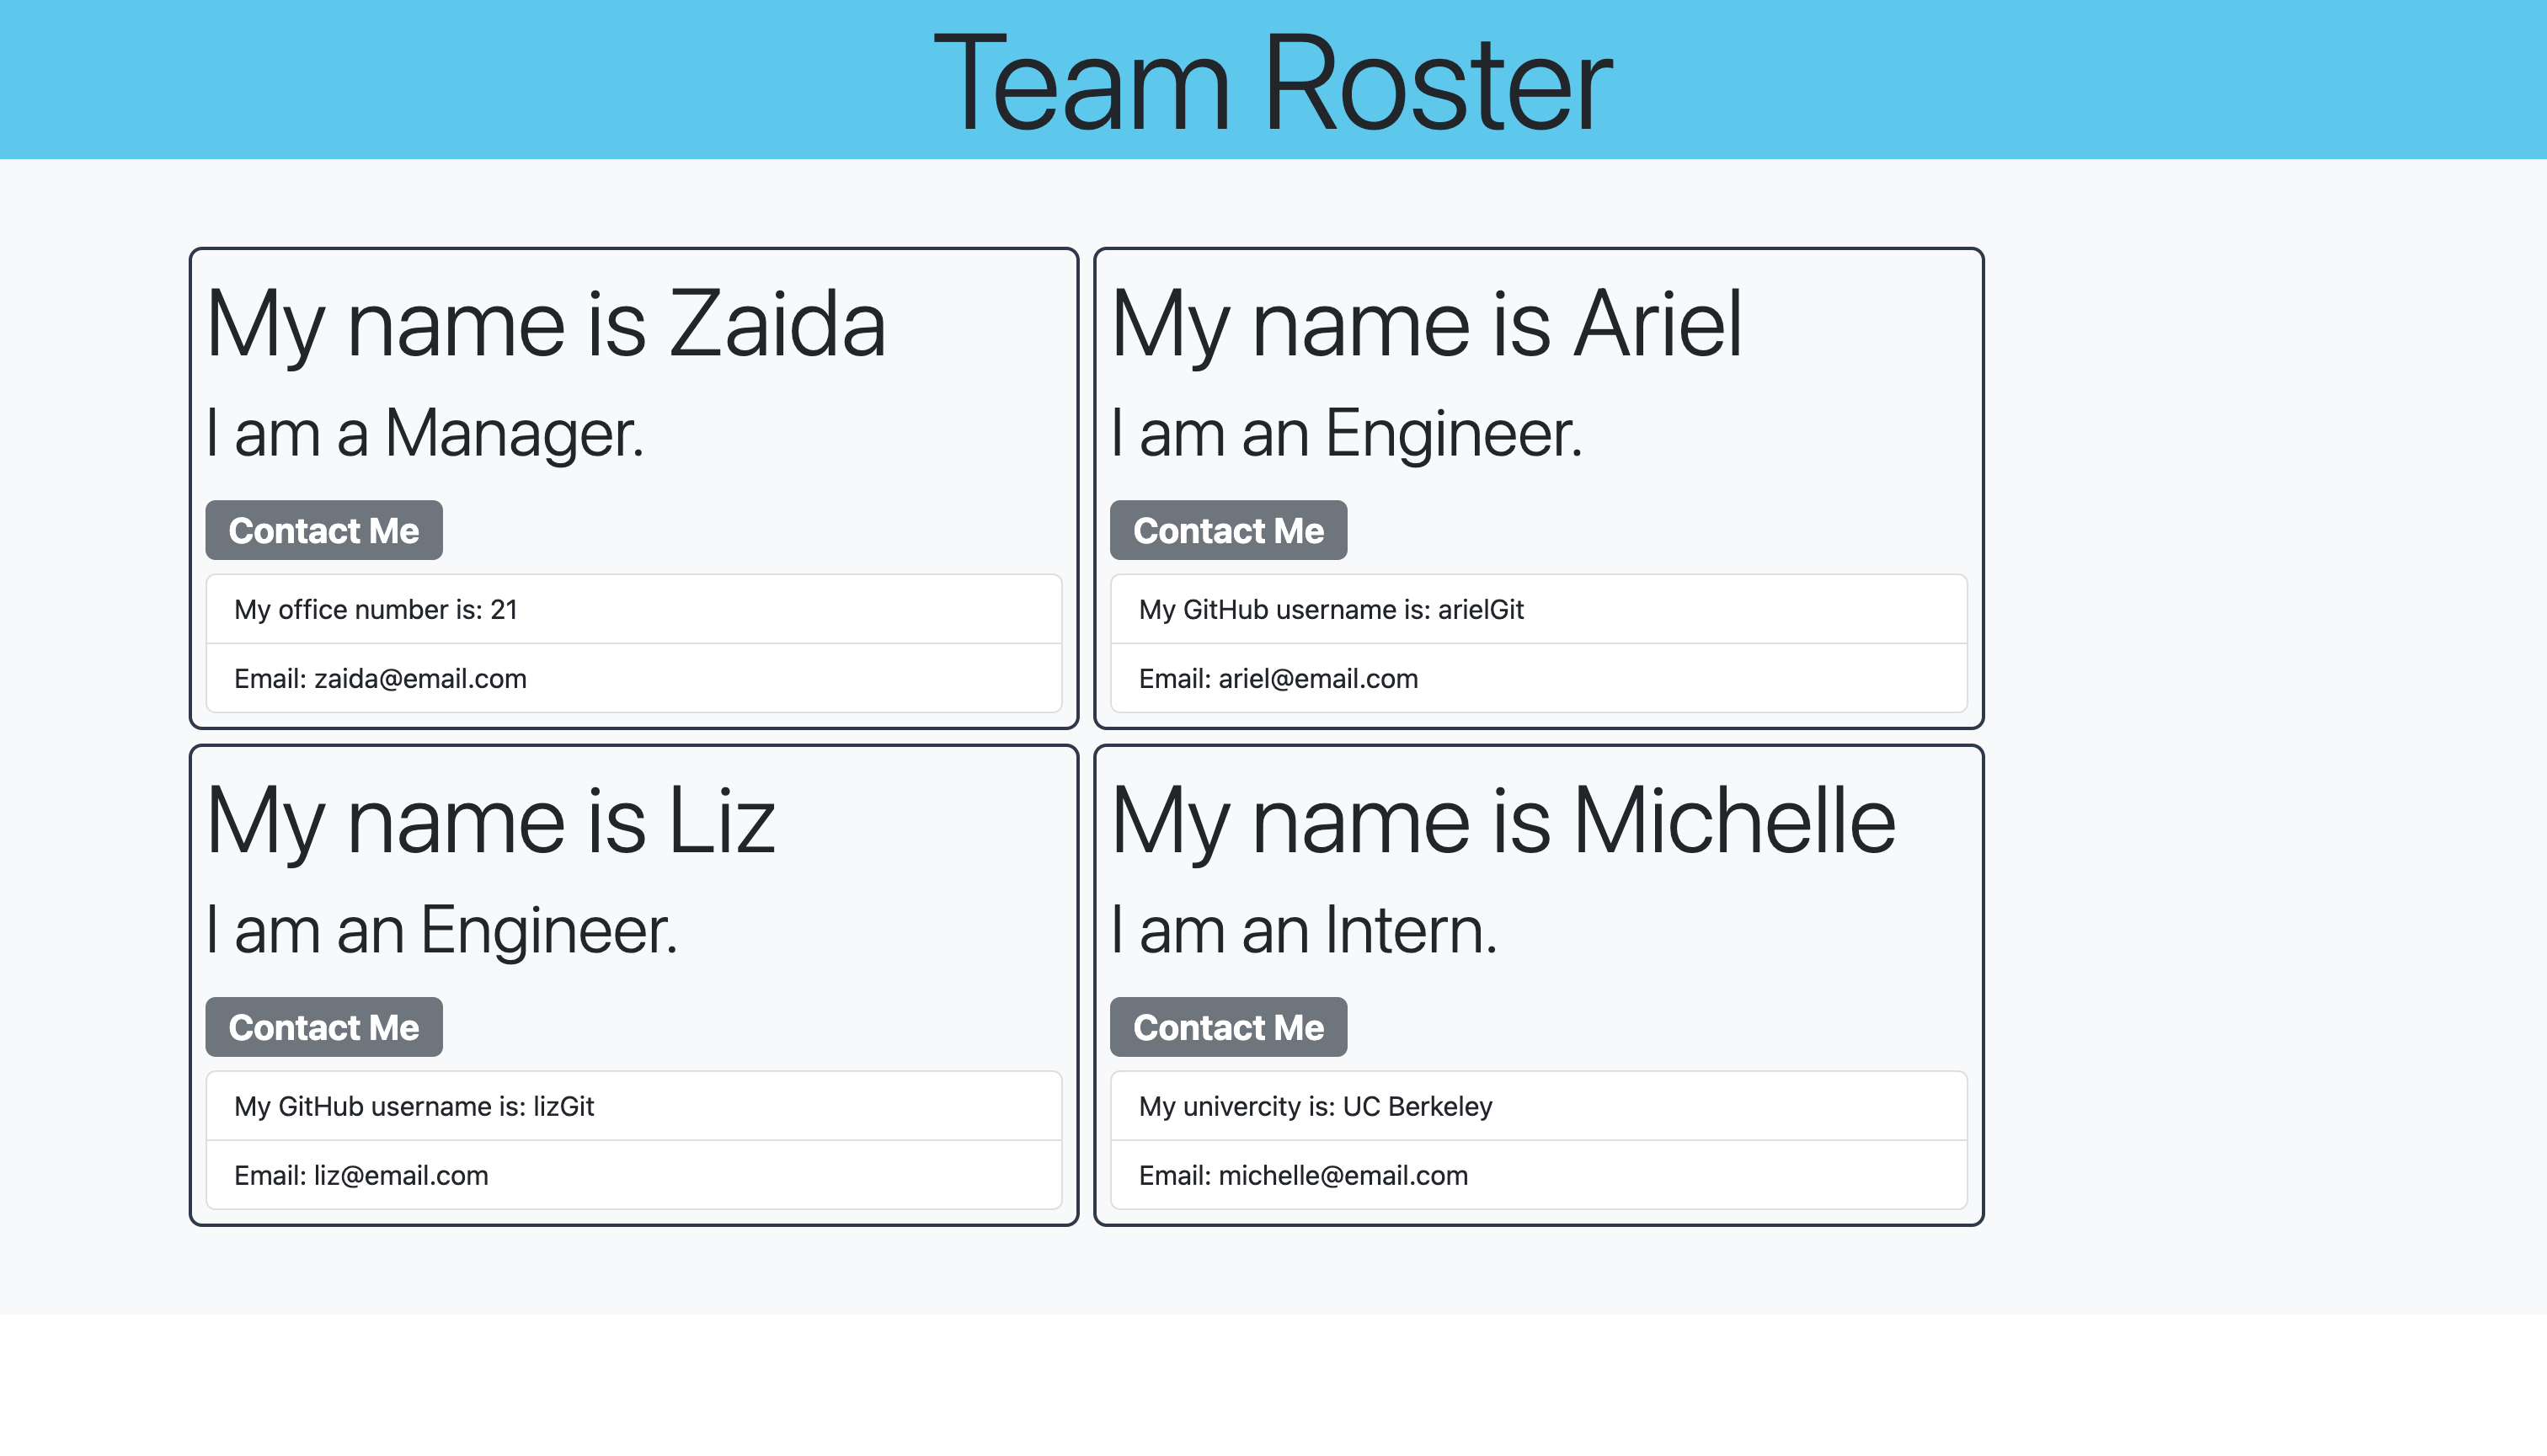 Team Roster
My name is Zaida
I am a Manager.
Contact Me
My office number is: 21
Email: zaida@email.com
My name is Ariel
I am an Engineer.
Contact Me
My GitHub username is: arielGit
Email: ariel@email.com
My name is Liz
I am an Engineer.
Contact Me
My GitHub username is: lizGit
Email: liz@email.com
My name is Michelle
I am an Intern.
Contact Me
My univercity is: UC Berkeley
Email: michelle@email.com